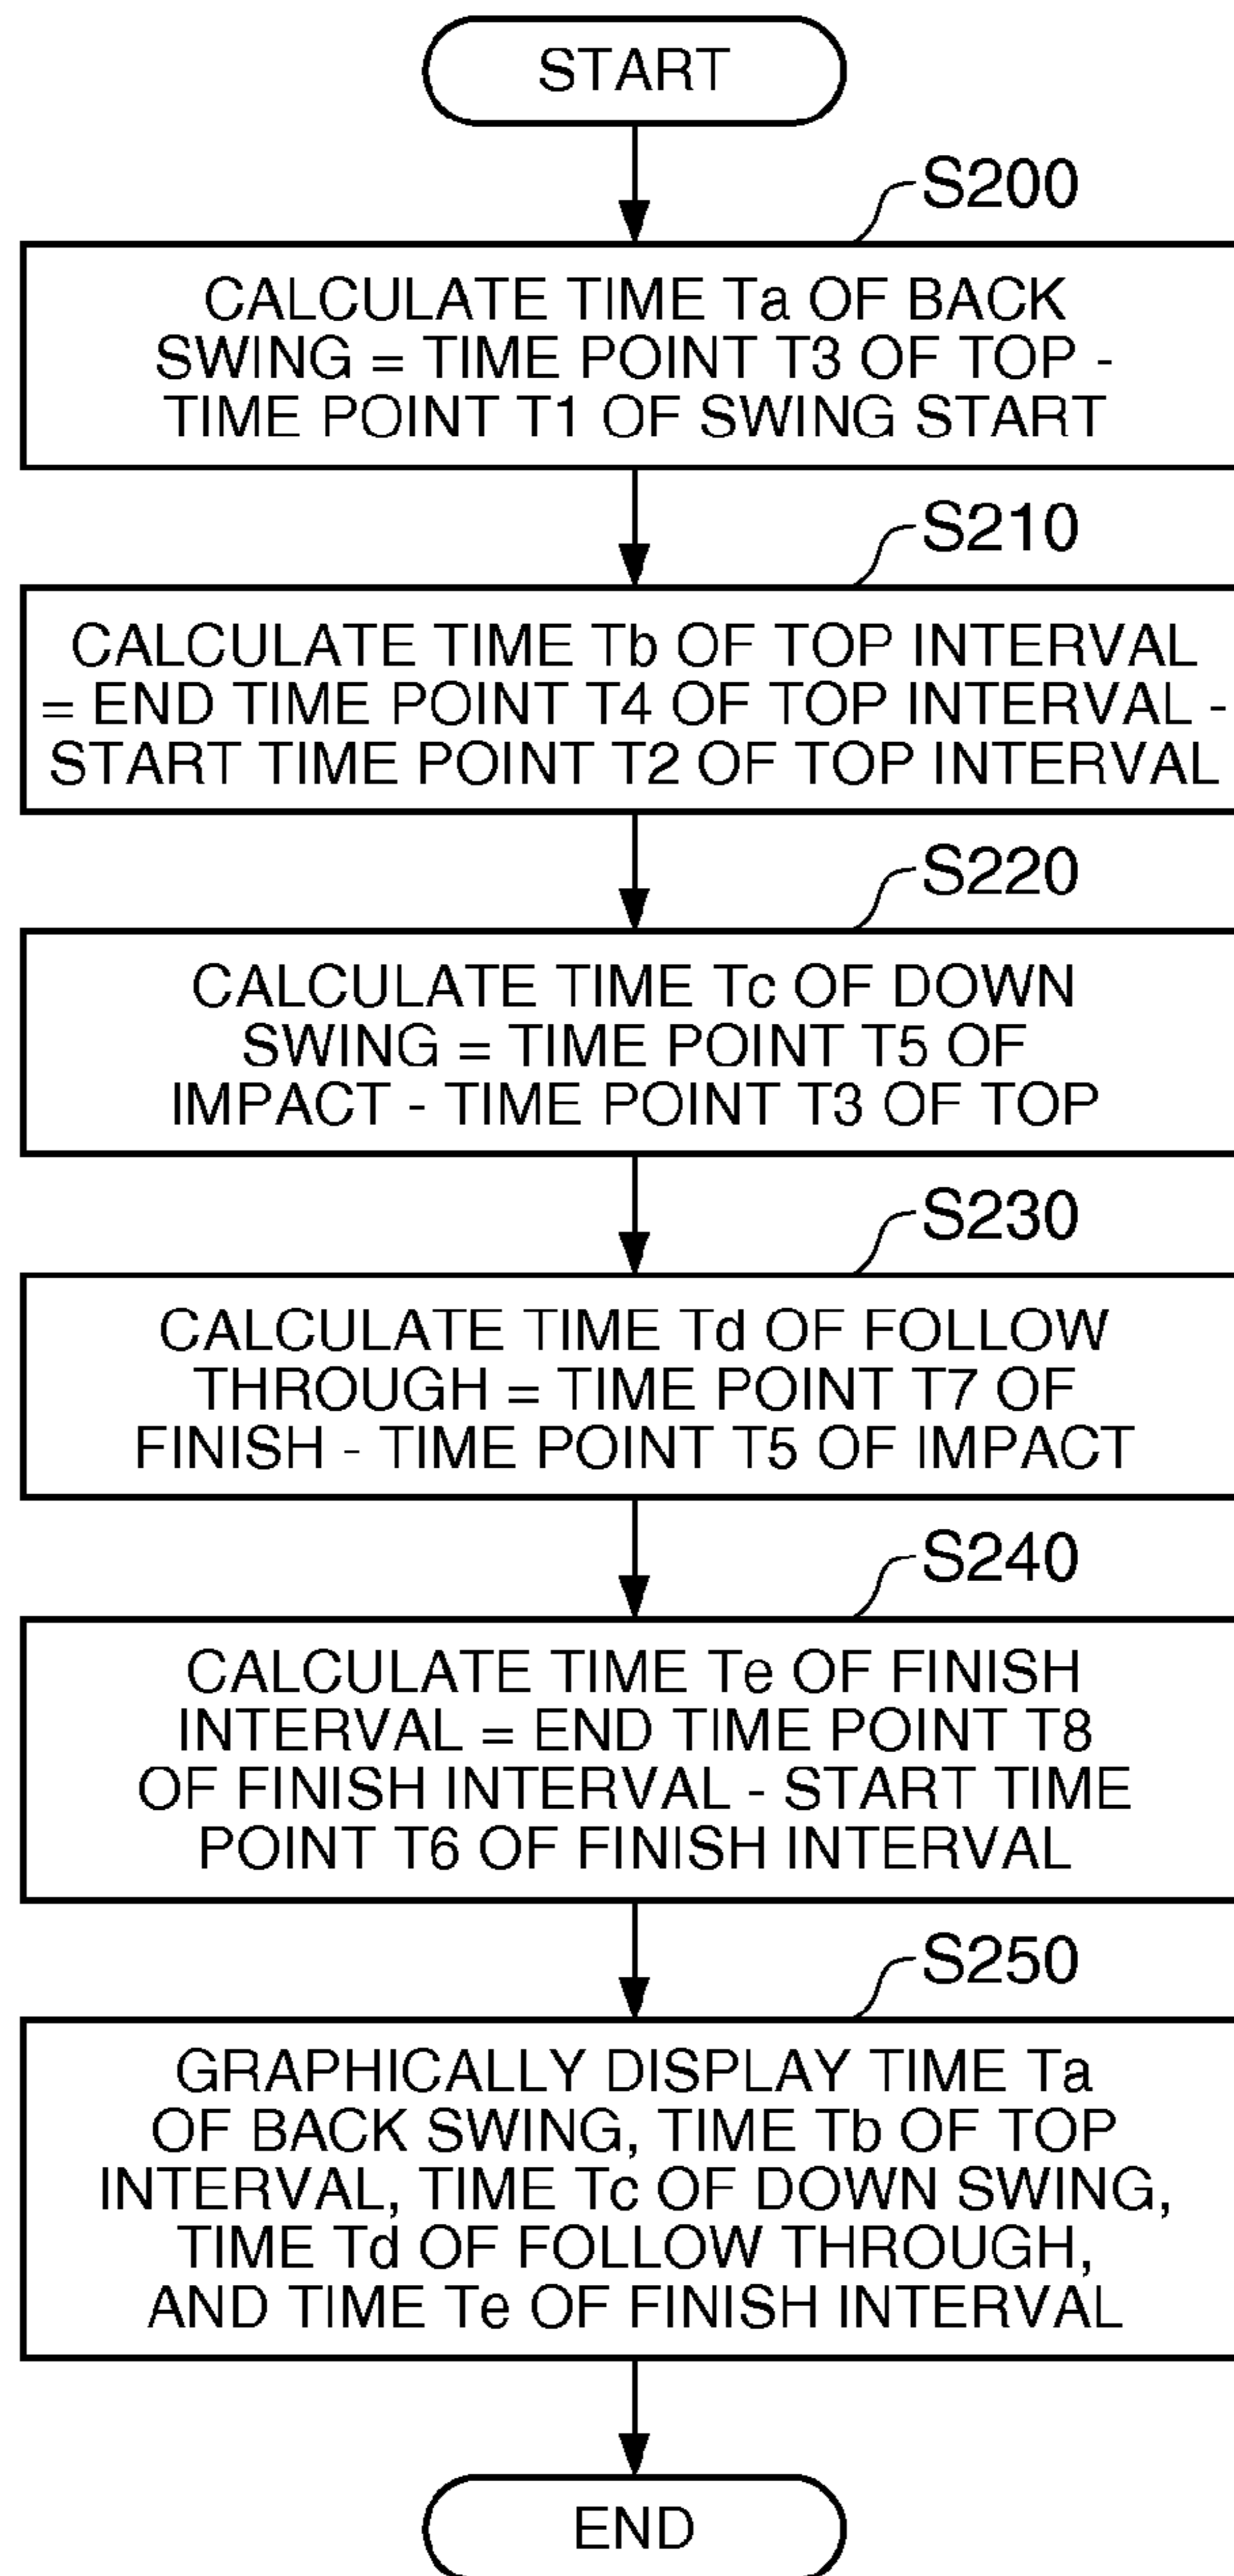 START
S200
CALCULATE TIME Ta OF BACK
SWING = TIME POINT T3 OF TOP -
TIME POINT T1 OF SWING START
S210
CALCULATE TIME Tb OF TOP INTERVAL
= END TIME POINT T4 OF TOP INTERVAL -
START TIME POINT T2 OF TOP INTERVAL
S220
CALCULATE TIME Tc OF DOWN
SWING = TIME POINT T5 OF
IMPACT - TIME POINT T3 OF TOP
S230
CALCULATE TIME Td OF FOLLOW
THROUGH = TIME POINT T7 OF
FINISH - TIME POINT T5 OF IMPACT
S240
CALCULATE TIME Te OF FINISH
INTERVAL = END TIME POINT T8
OF FINISH INTERVAL - START TIME
POINT T6 OF FINISH INTERVAL
S250
GRAPHICALLY DISPLAY TIME Ta
OF BACK SWING, TIME Tb OF TOP
INTERVAL, TIME Tc OF DOWN SWING,
TIME Td OF FOLLOW THROUGH,
AND TIME Te OF FINISH INTERVAL
END